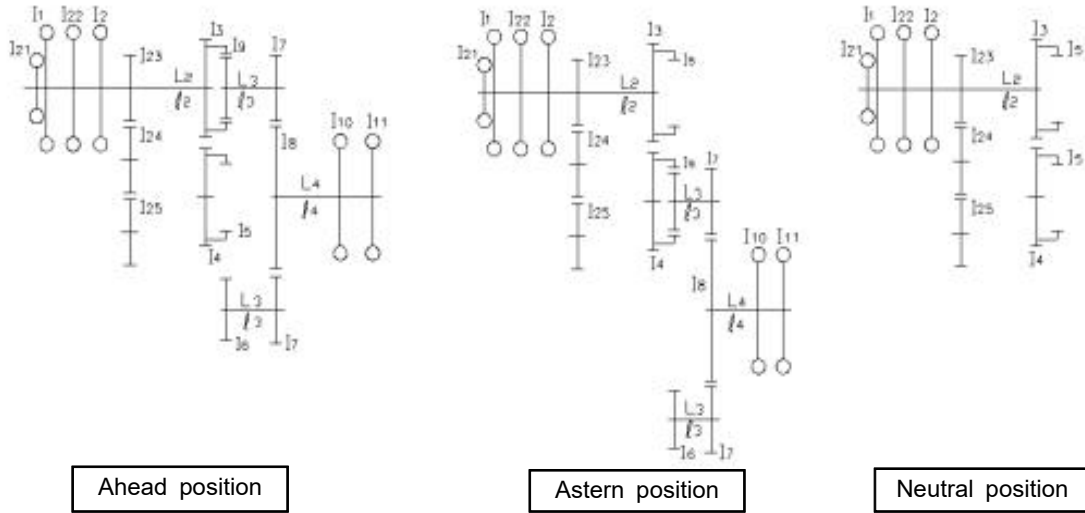 I1 I22 I2
I3
I21 I23 I9 I7
L2 L3
ℓ2 ℓ3
I24 I8 I10 I11
L4
ℓ4
I25 I5
I4
L3
ℓ3
I6 I7
Ahead position
I1 I22 I2 I3
I21 I23 I5
L2
ℓ2
I24
I7
L3
ℓ3
I25
I10 I11
I4
I8
L4
ℓ4
L3
ℓ3
I6 I7
Astern position
I1 I22 I2 I3
I21 I23 I5
L2
ℓ2
I24
I5
I25
I4
Neutral position